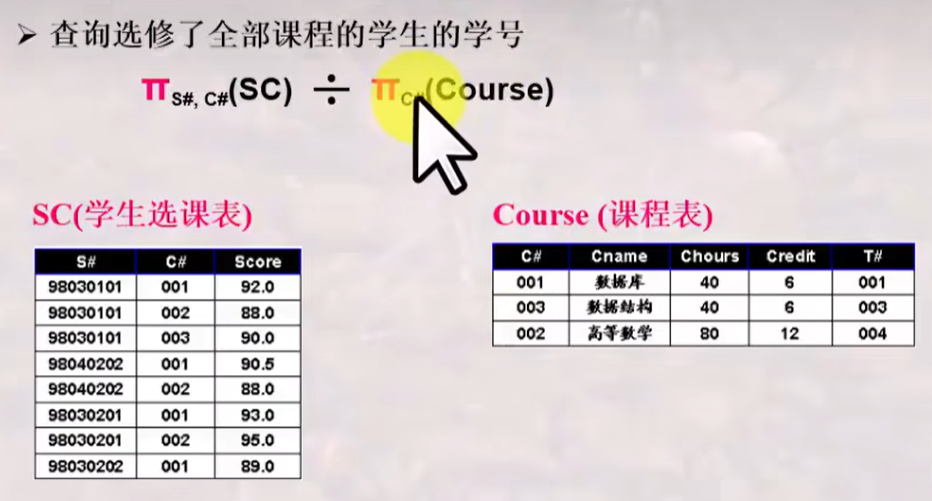 ➢ 查询选修了全部课程的学生的学号
π S#, C#(SC) ÷ π C#(Course)
SC(学生选课表)
S# C# Score
98030101 001 92.0
98030101 002 88.0
98030101 003 90.0
98040202 001 90.5
98040202 002 88.0
98030201 001 93.0
98030201 002 95.0
98030202 001 89.0
Course (课程表)
C# Cname Chours Credit T#
001 数据库 40 6 001
003 数据结构 40 6 003
002 高等数学 80 12 004